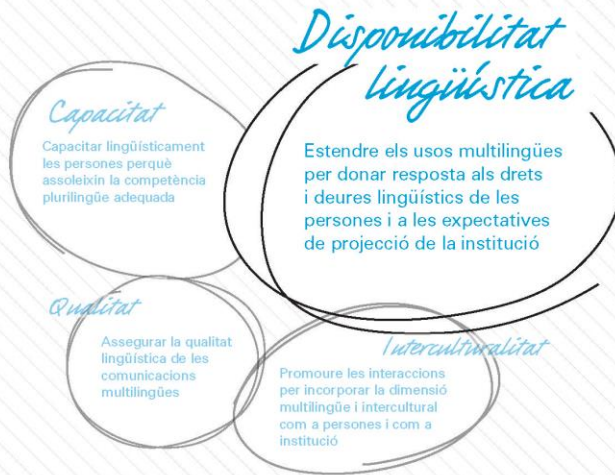 Disponibilitat
lingüística
Estendre els usos multilingües
per donar resposta als drets
i deures lingüístics de les
persones i a les expectatives
de projecció de la institució
Capacitat
Capacitar lingüísticament
les persones perquè
assoleixin la competència
plurilingüe adequada
Qualitat
Assegurar la qualitat
lingüística de les
comunicacions
multilingües
Interculturalitat
Promoure les interaccions
per incorporar la dimensió
multilingüe i intercultural
com a persones i com a
institució